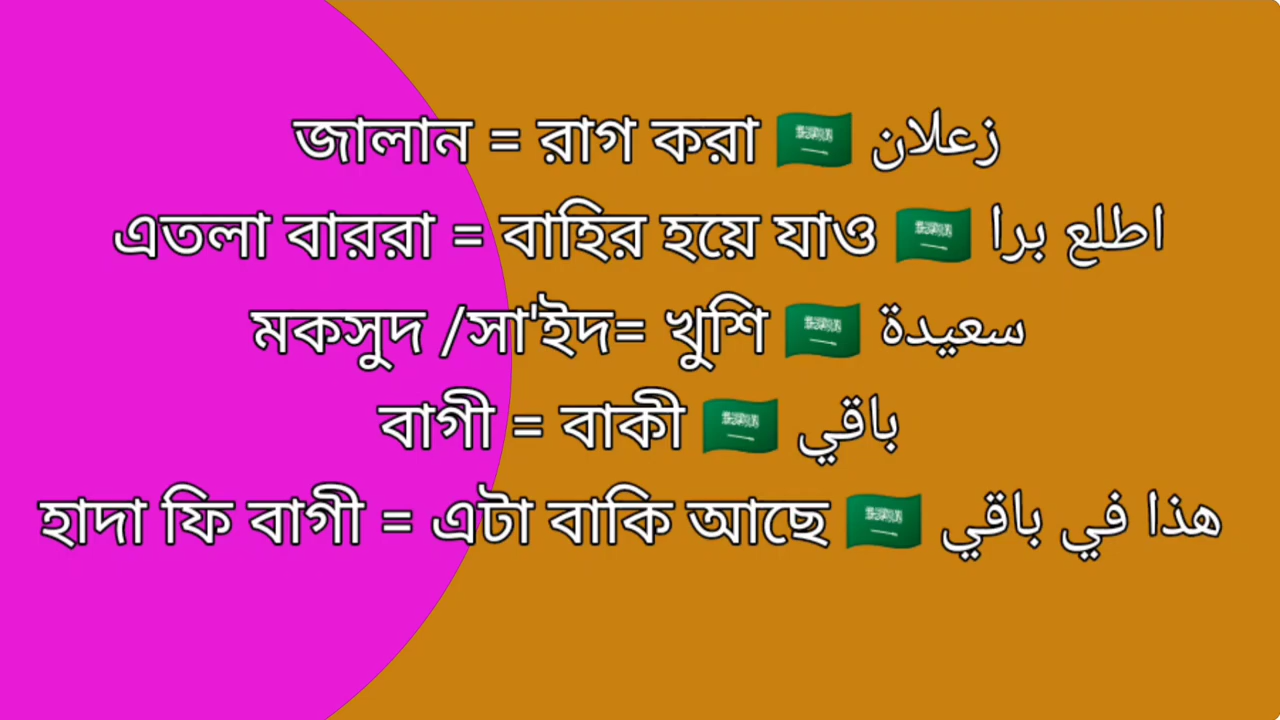 জালান = রাগ করা 🇸🇦 زعلان
এতলা বাররা = বাহির হয়ে যাও 🇸🇦 اطلع برا
মকসুদ /সা'ইদ= খুশি 🇸🇦 سعيدة
বাগী = বাকী 🇸🇦 باقي
হাদা ফি বাগী = এটা বাকি আছে 🇸🇦 هذا في باقي